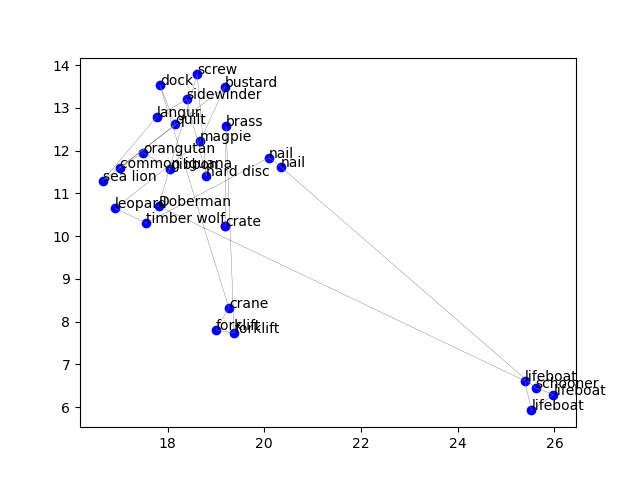 14
13
12
11
10
9
8
7
6
screw
dock
bustard
sidewinder
langur
quilt
brass
magpie
orangutan
nail
nail
common iguana
gibbon
hard disc
sea lion
leopard
Doberman
timber wolf
crate
crane
forklift
forklift
lifeboat
schooner
lifeboat
lifeboat
18
20
22
24
26